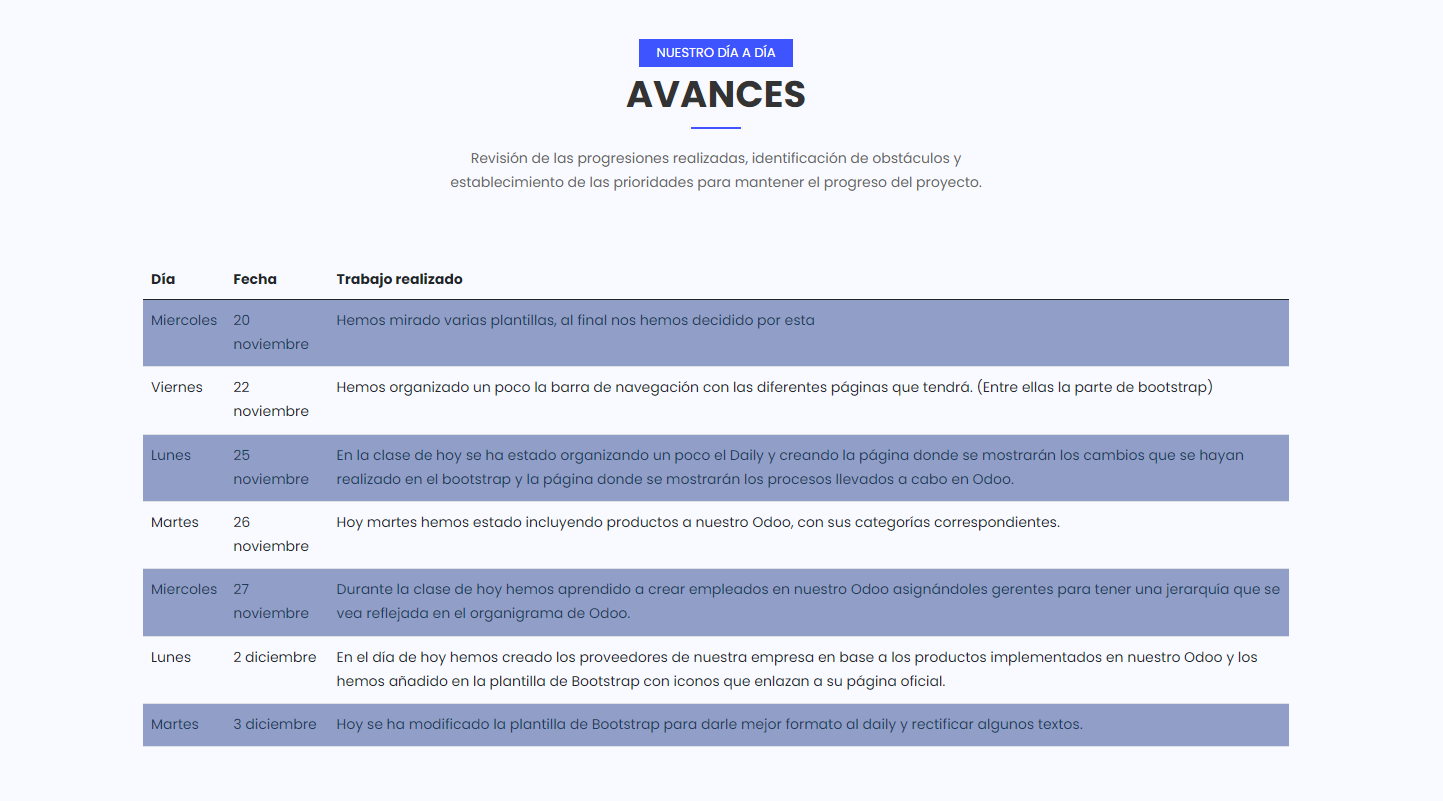 NUESTRO DÍA A DÍA
AVANCES
Revisión de las progresiones realizadas, identificación de obstáculos y
establecimiento de las prioridades para mantener el progreso del proyecto.
Día Fecha Trabajo realizado
Miercoles 20 Hemos mirado varias plantillas, al final nos hemos decidido por esta
noviembre
Viernes 22 Hemos organizado un poco la barra de navegación con las diferentes páginas que tendrá. (Entre ellas la parte de bootstrap)
noviembre
Lunes 25 En la clase de hoy se ha estado organizando un poco el Daily y creando la página donde se mostrarán los cambios que se hayan
noviembre realizado en el bootstrap y la página donde se mostrarán los procesos llevados a cabo en Odoo.
Martes 26 Hoy martes hemos estado incluyendo productos a nuestro Odoo, con sus categorías correspondientes.
noviembre
Miercoles 27 Durante la clase de hoy hemos aprendido a crear empleados en nuestro Odoo asignándoles gerentes para tener una jerarquía que se
noviembre vea reflejada en el organigrama de Odoo.
Lunes 2 diciembre En el día de hoy hemos creado los proveedores de nuestra empresa en base a los productos implementados en nuestro Odoo y los
hemos añadido en la plantilla de Bootstrap con iconos que enlazan a su página oficial.
Martes 3 diciembre Hoy se ha modificado la plantilla de Bootstrap para darle mejor formato al daily y rectificar algunos textos.